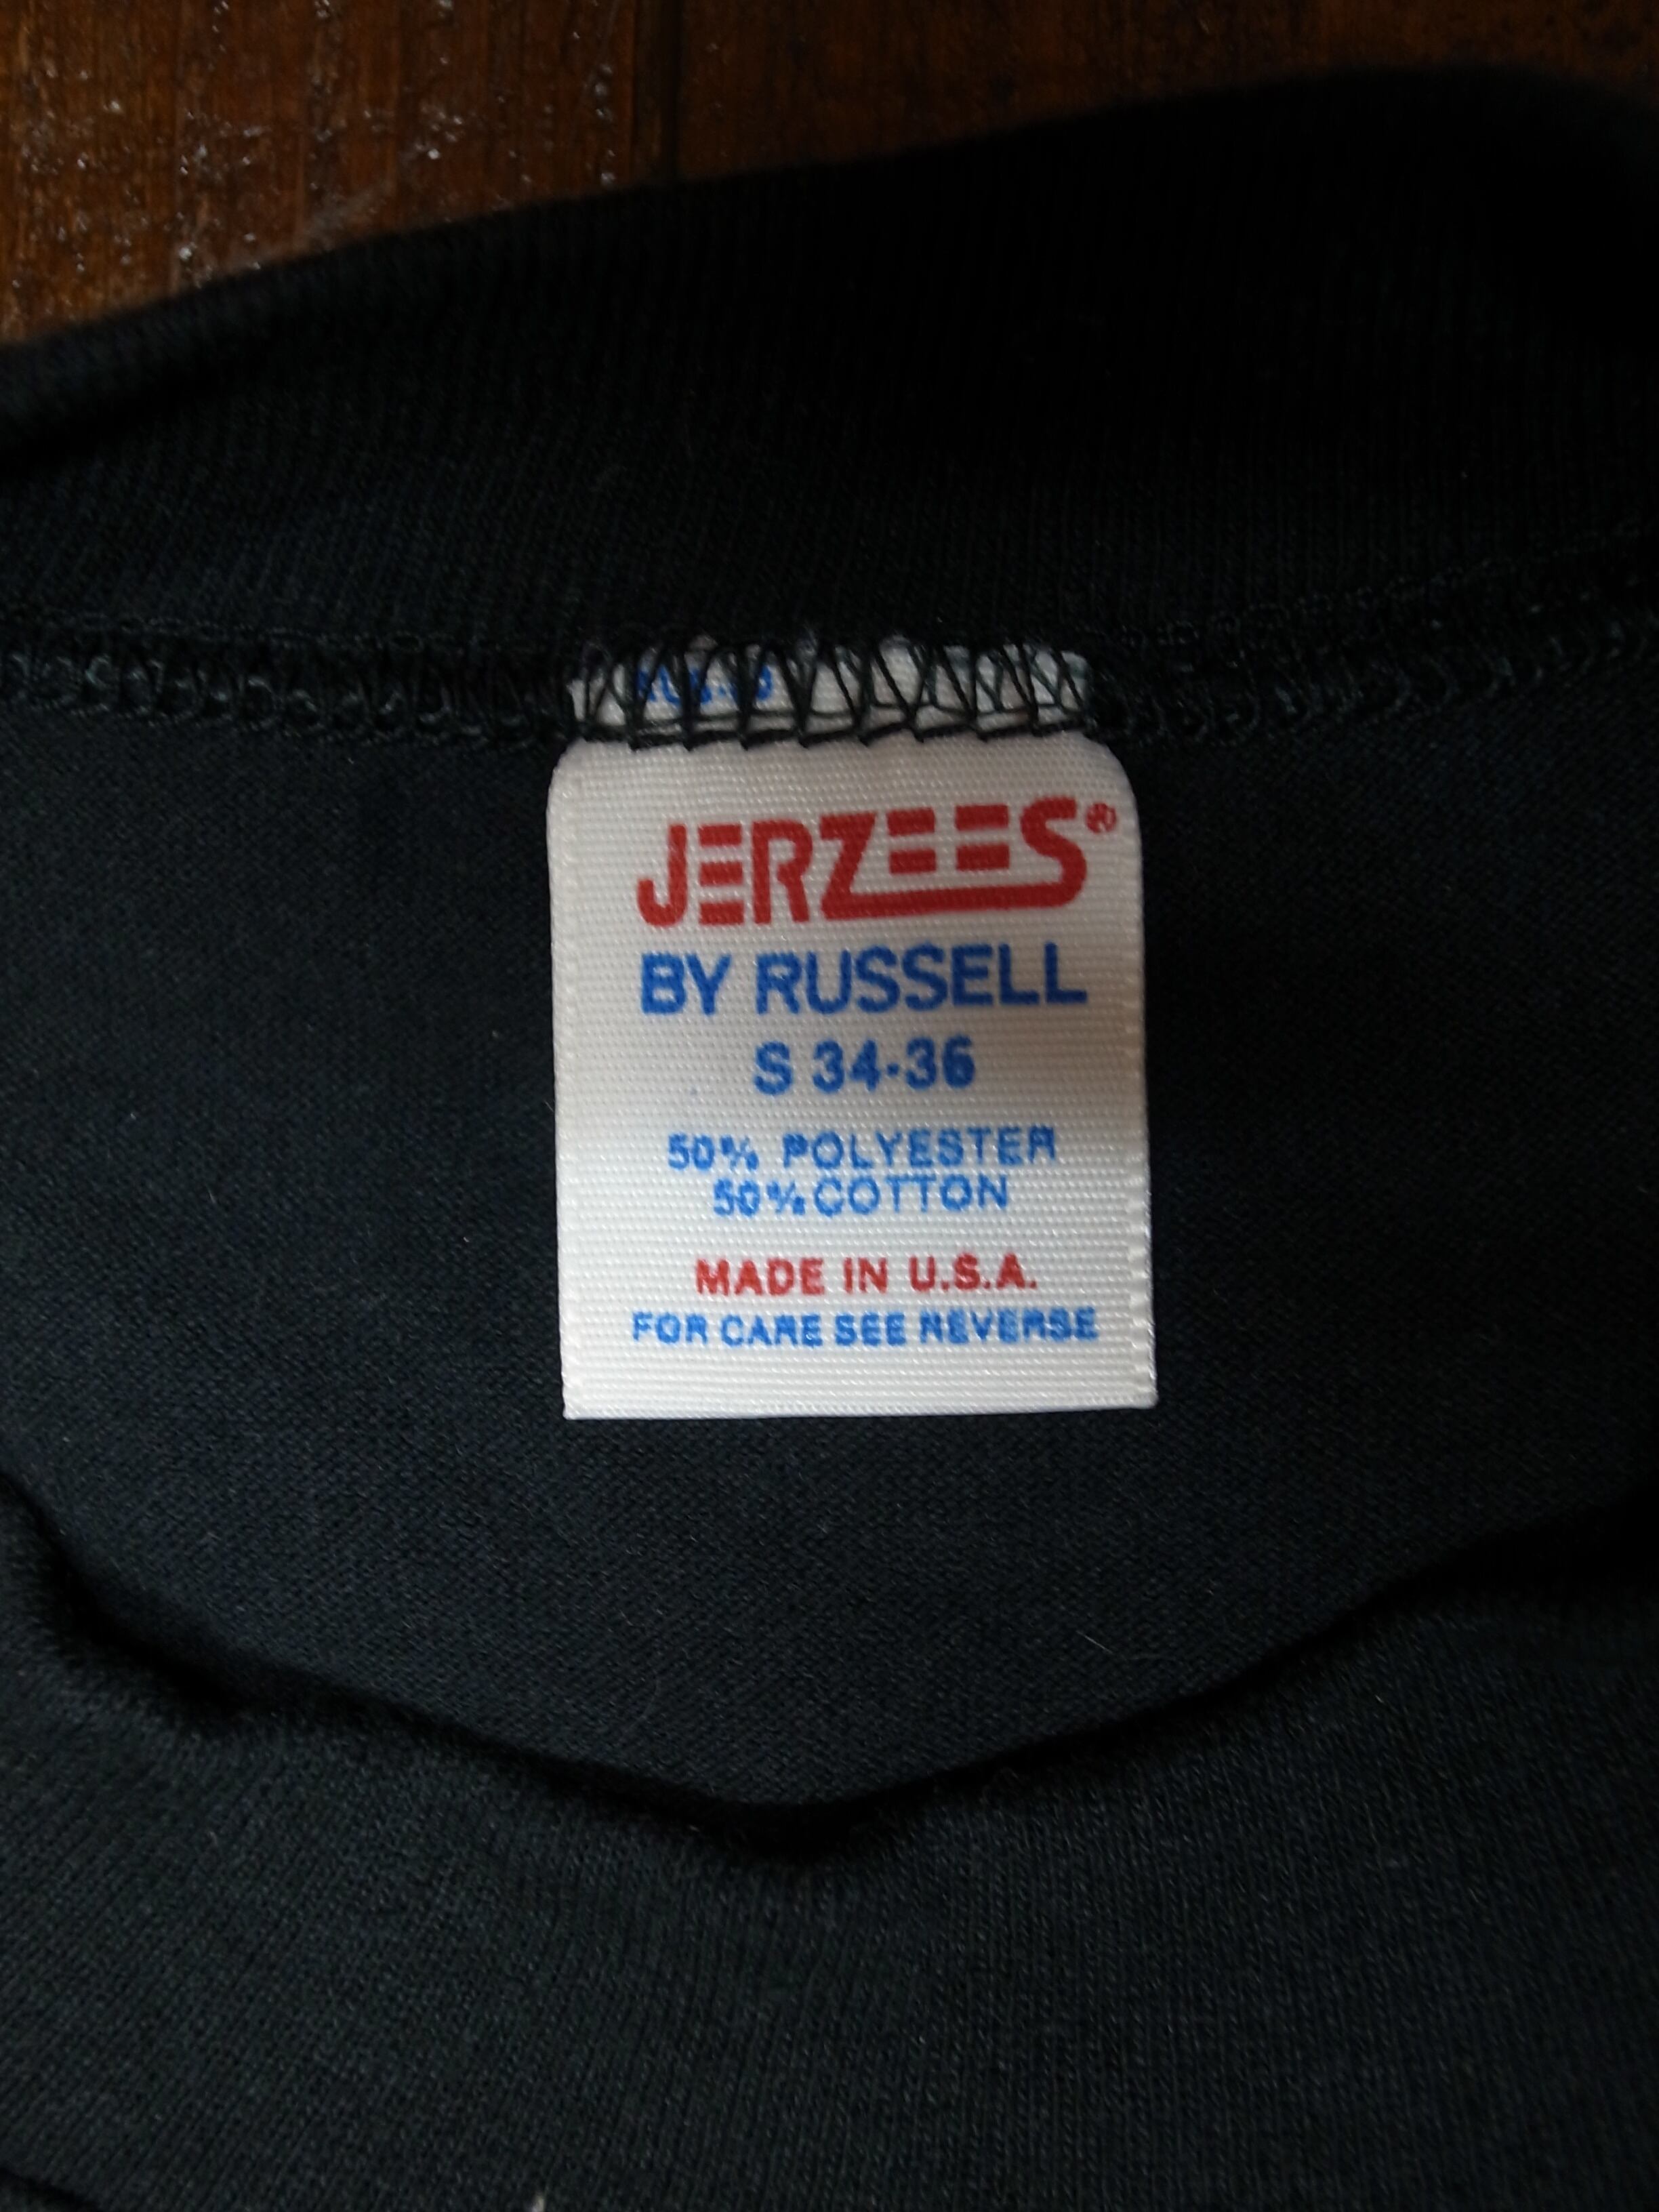 JERZEES®
BY RUSSELL
S 34-36
50% POLYESTER
50% COTTON
MADE IN U.S.A.
FOR CARE SEE REVERSE